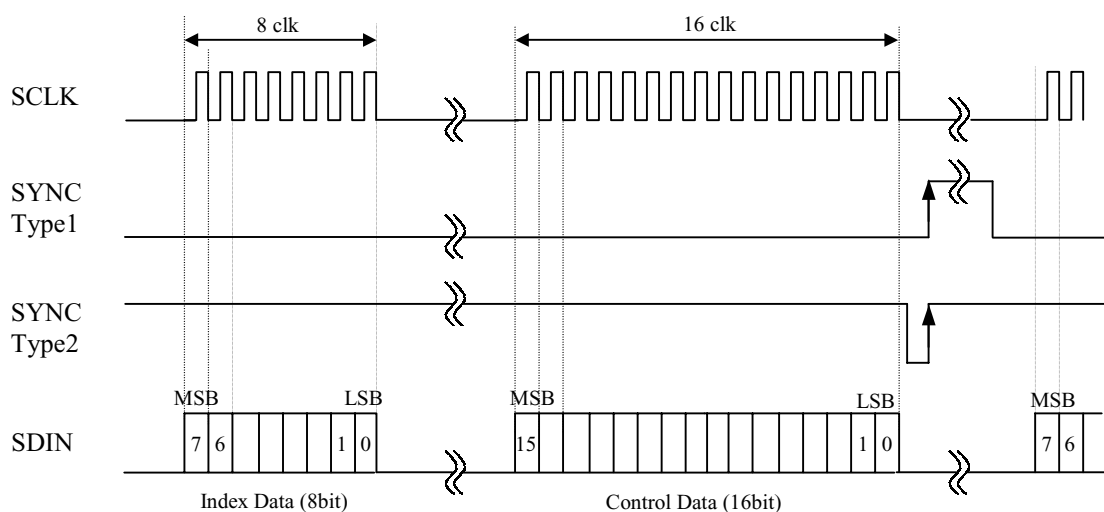 8 clk
16 clk
SCLK
SYNC
Type1
SYNC
Type2
MSB
LSB
MSB
LSB
MSB
SDIN
7 6 1 0
15 1 0
7 6
Index Data (8bit)
Control Data (16bit)